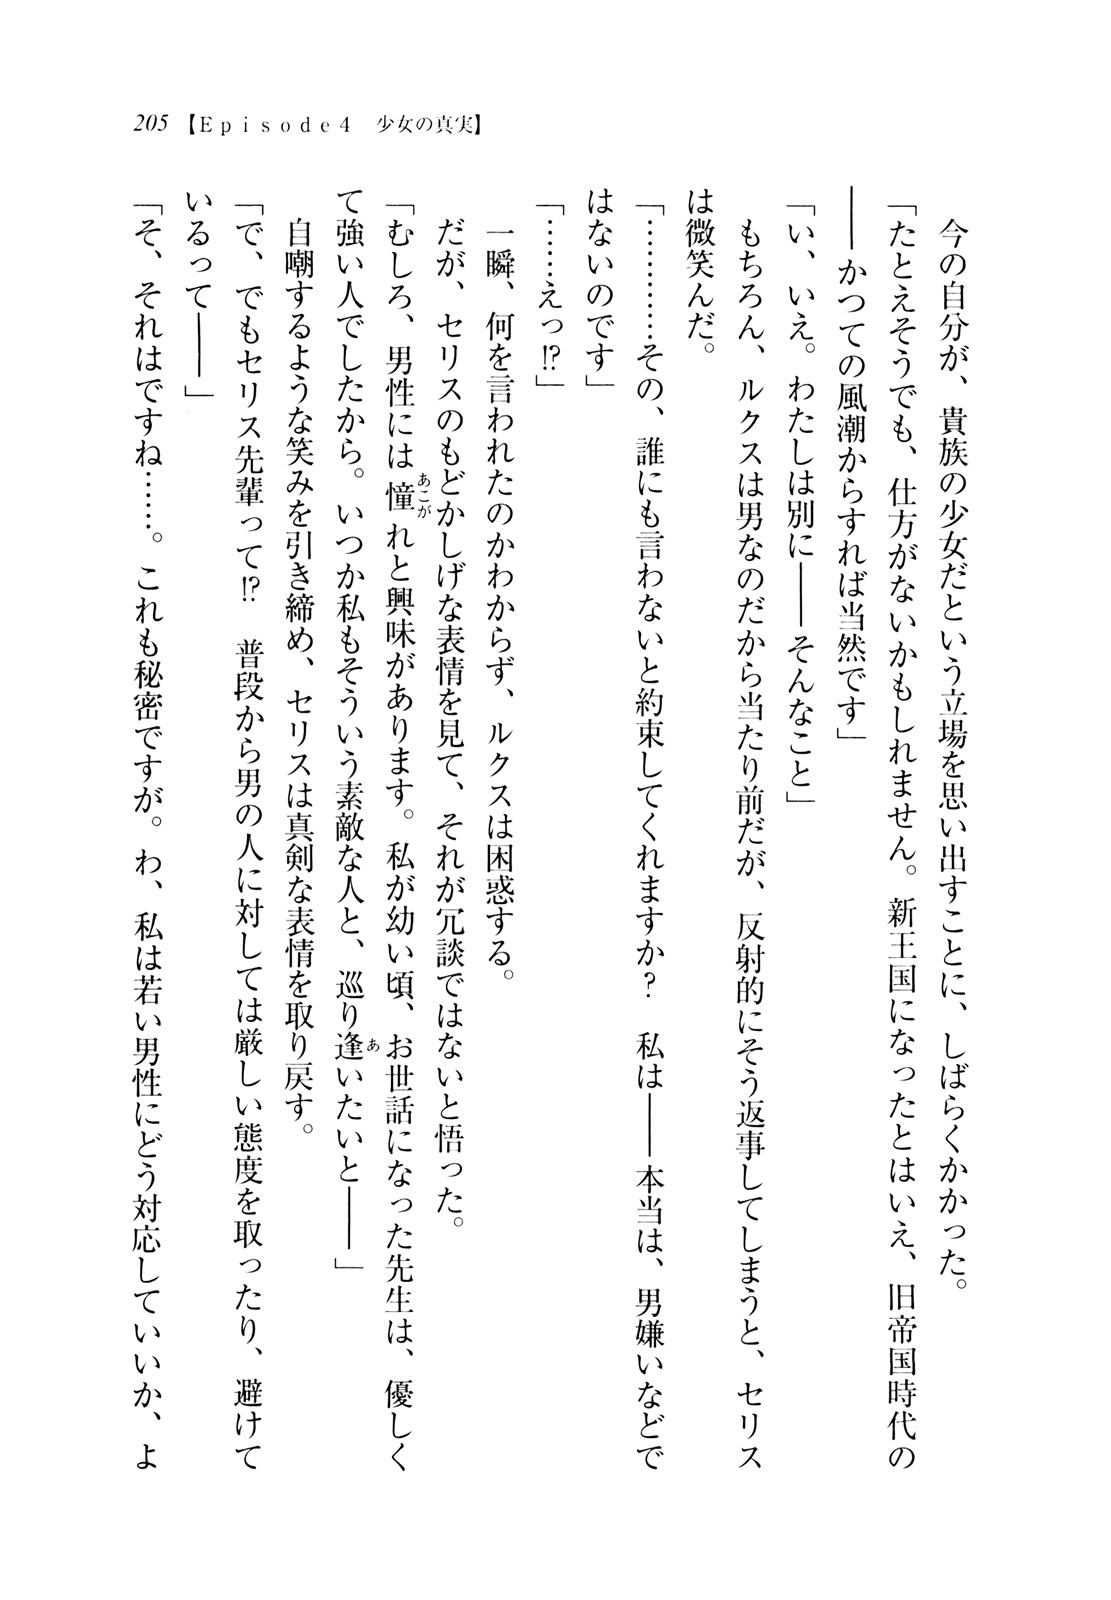 205 【Episode4 少女の真実】
　今の自分が、貴族の少女だという立場を思い出すことに、しばらくかかった。
「たとえそうでも、仕方がないかもしれません。新王国になったとはいえ、旧帝国時代の
――かつての風潮からすれば当然です」
「い、いえ。わたしは別に――そんなこと」
　もちろん、ルクスは男なのだから当たり前だが、反射的にそう返事してしまうと、セリス
は微笑んだ。
「…………その、誰にも言わないと約束してくれますか？　私は――本当は、男嫌いなどで
はないのです」
「……えっ!?」
　一瞬、何を言われたのかわからず、ルクスは困惑する。
　だが、セリスのもどかしげな表情を見て、それが冗談ではないと悟った。
「むしろ、男性には憧れと興味があります。私が幼い頃、お世話になった先生は、優しく
て強い人でしたから。いつか私もそういう素敵な人と、巡り逢いたいと――」
　自嘲するような笑みを引き締め、セリスは真剣な表情を取り戻す。
「で、でもセリス先輩って!?　普段から男の人に対しては厳しい態度を取ったり、避けて
いるって――」
「そ、それはですね……。これも秘密ですが。わ、私は若い男性にどう対応していいか、よ